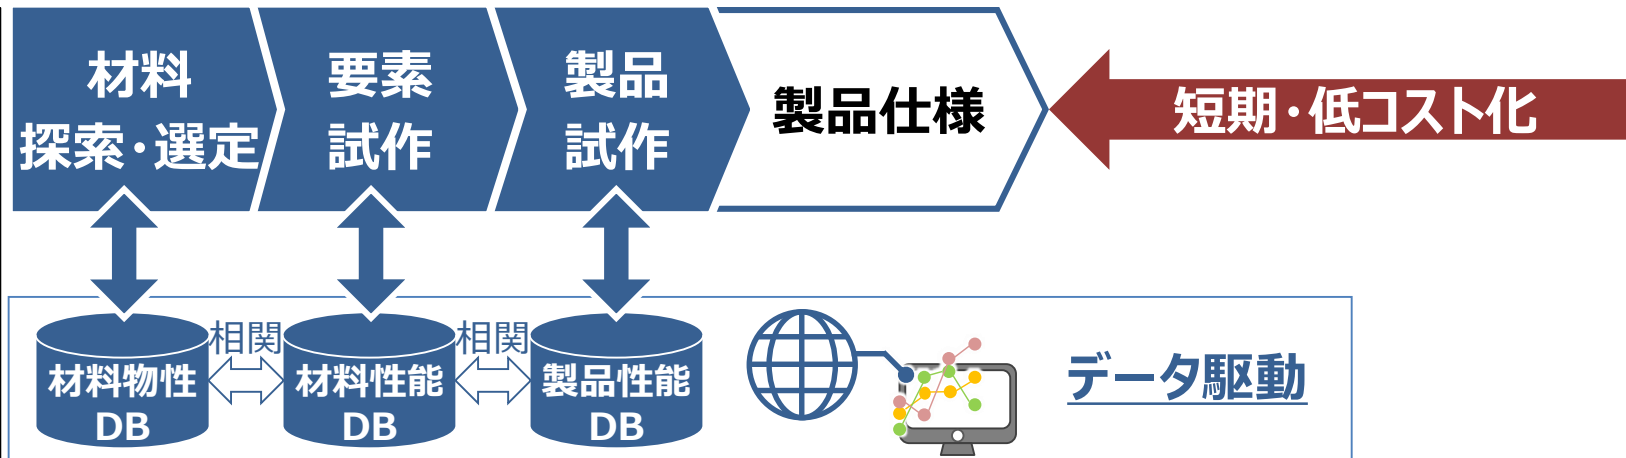 材料
探索・選定
要素
試作
製品
試作
製品仕様
短期・低コスト化
相関
相関
材料物性
DB
材料性能
DB
製品性能
DB
データ駆動